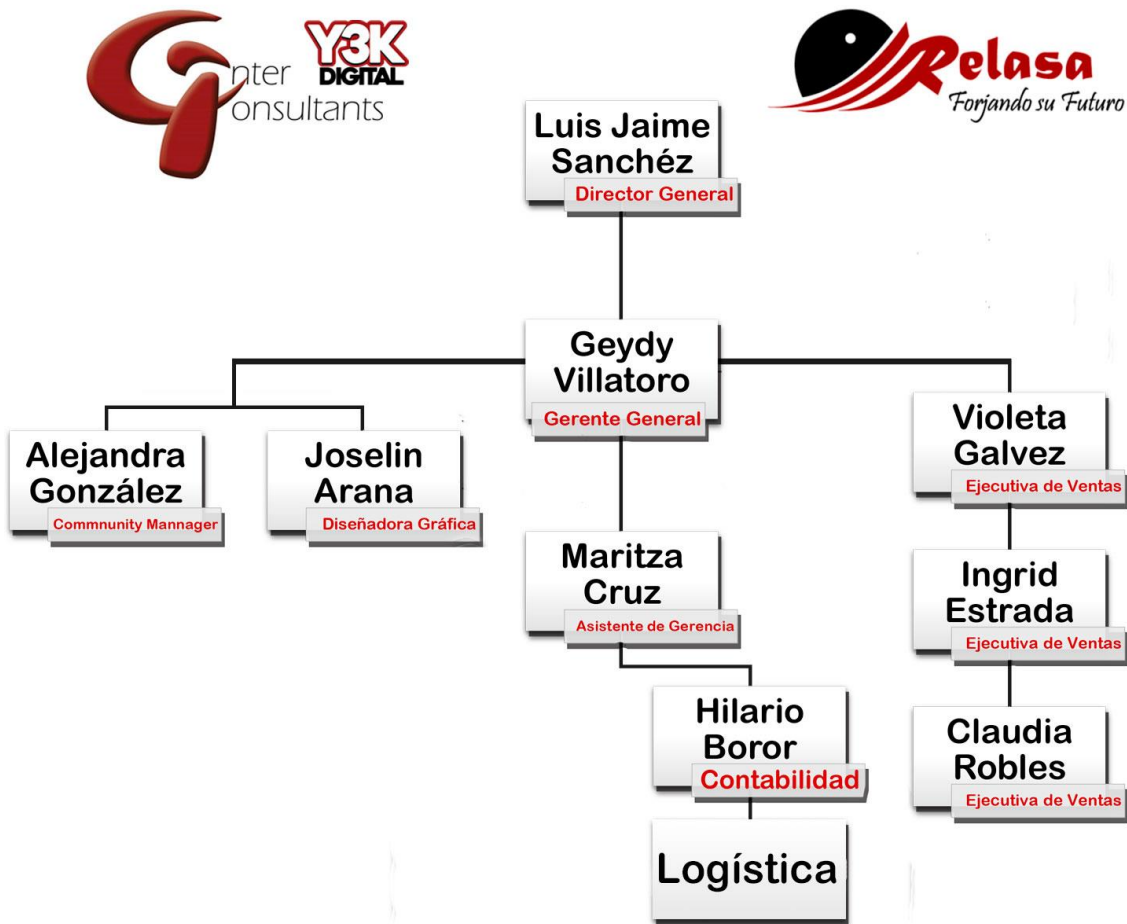 Inter
Consultants
Y3K
DIGITAL
Relasa
Forjando su Futuro
Luis Jaime
Sanchéz
Director General
Geydy
Villatoro
Gerente General
Alejandra
González
Commnunity Mannager
Joselin
Arana
Diseñadora Gráfica
Violeta
Galvez
Ejecutiva de Ventas
Maritza
Cruz
Asistente de Gerencia
Ingrid
Estrada
Ejecutiva de Ventas
Hilario
Boror
Contabilidad
Claudia
Robles
Ejecutiva de Ventas
Logística